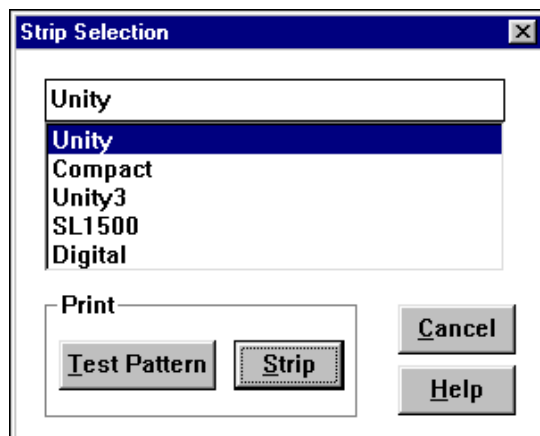 Strip Selection
Unity
Unity
Compact
Unity3
SL1500
Digital
Print
Test Pattern
Strip
Cancel
Help